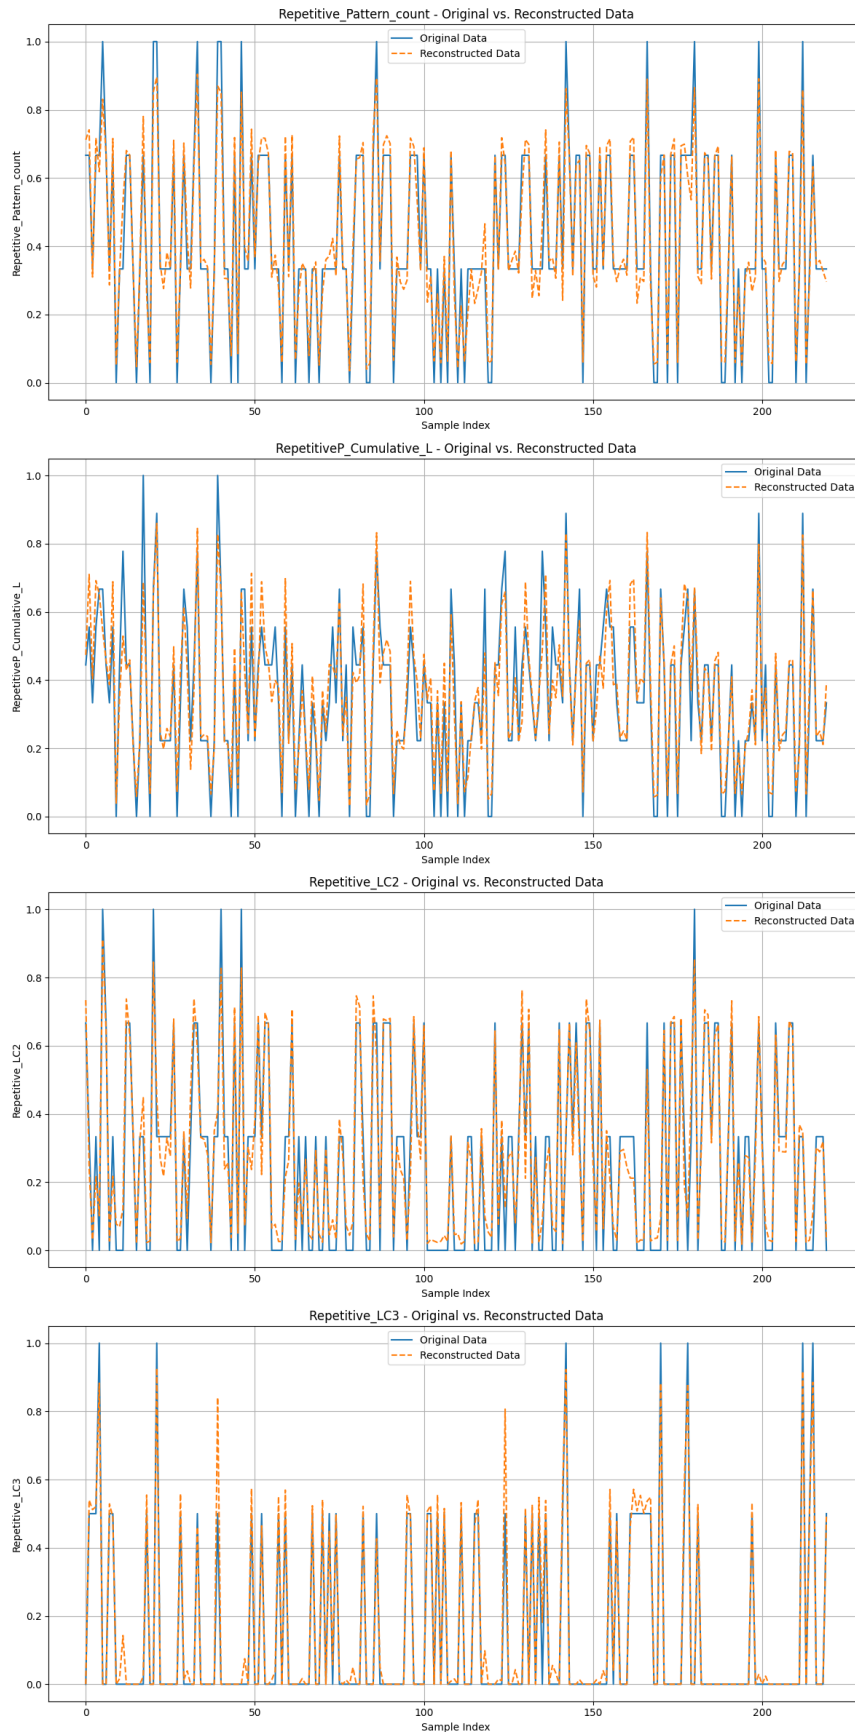 Repetitive_Pattern_count - Original vs. Reconstructed Data
Original Data
Reconstructed Data
Repetitive_Pattern_count
1.0
0.8
0.6
0.4
0.2
0.0
0
50
100
150
200
Sample Index
RepetitiveP_Cumulative_L - Original vs. Reconstructed Data
Original Data
Reconstructed Data
RepetitiveP_Cumulative_L
1.0
0.8
0.6
0.4
0.2
0.0
0
50
100
150
200
Sample Index
Repetitive_LC2 - Original vs. Reconstructed Data
Original Data
Reconstructed Data
Repetitive_LC2
1.0
0.8
0.6
0.4
0.2
0.0
0
50
100
150
200
Sample Index
Repetitive_LC3 - Original vs. Reconstructed Data
Original Data
Reconstructed Data
Repetitive_LC3
1.0
0.8
0.6
0.4
0.2
0.0
0
50
100
150
200
Sample Index